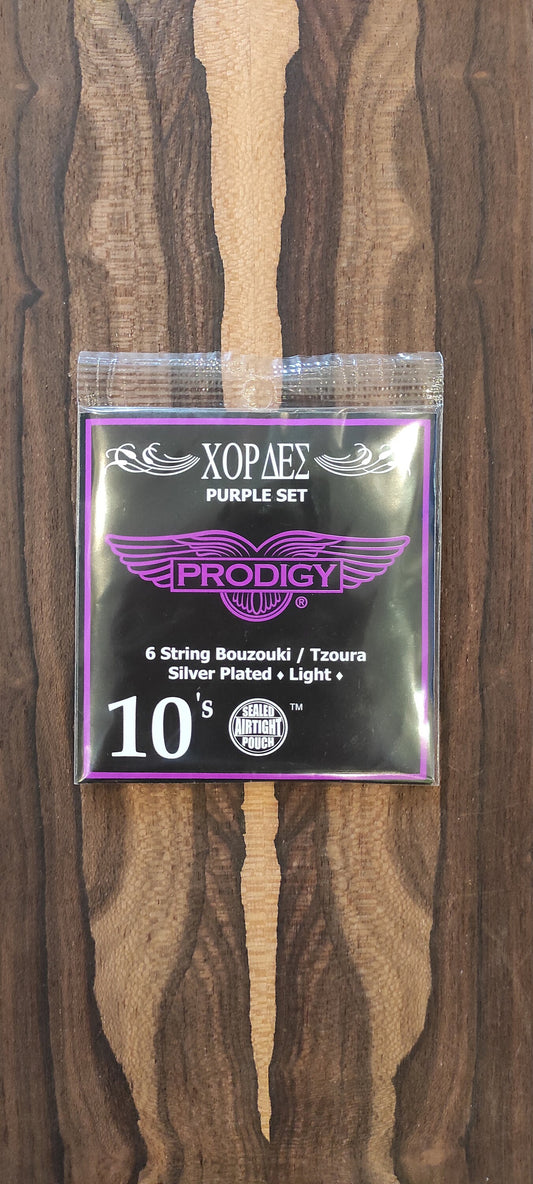 ΧΟΡΔΕΣ
PURPLE SET
PRODIGY
®
6 String Bouzouki / Tzoura
Silver Plated ♦ Light ♦
10's
SEALED
AIRTIGHT
POUCH
™